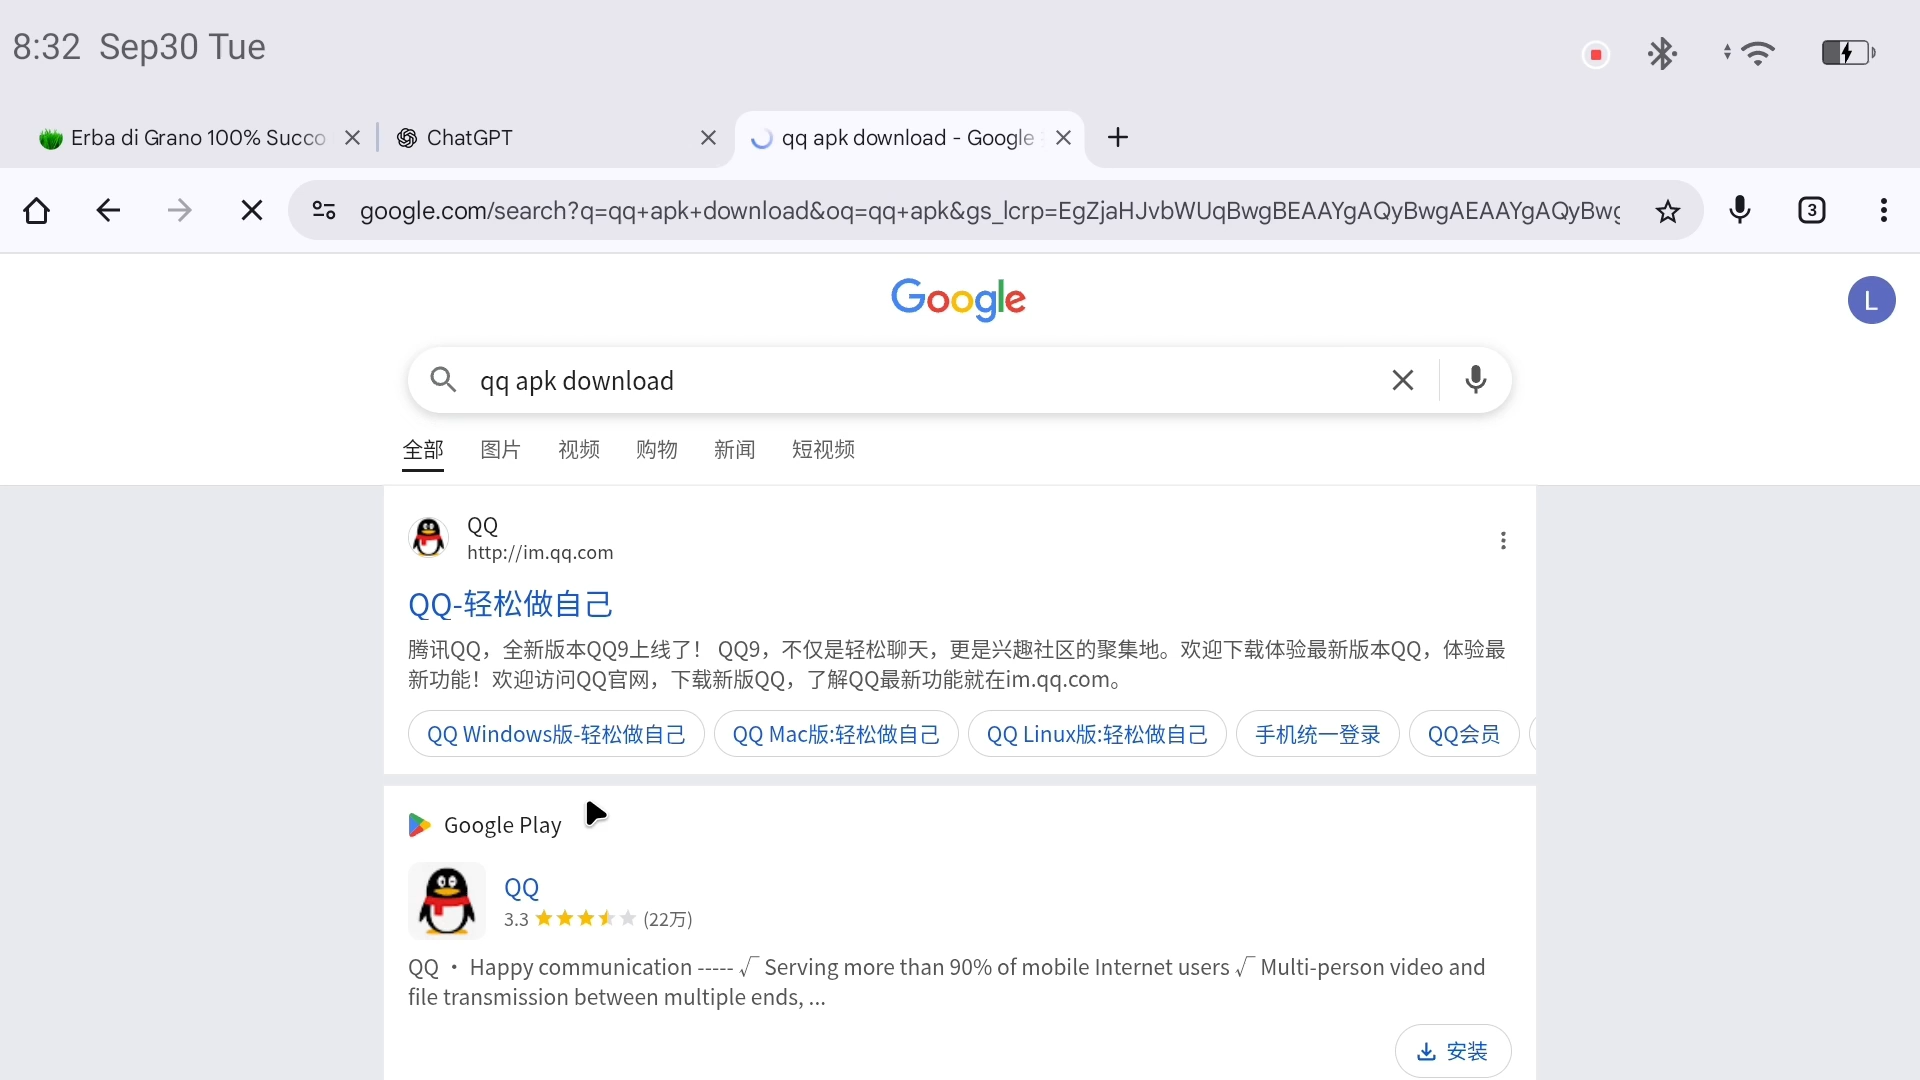 8:32 Sep30 Tue
Erba di Grano 100% Succo
ChatGPT
qq apk download - Google
google.com/search?q=qq+apk+download&oq=qq+apk&gs_lcrp=EgZjaHJvbWUqBwgBEAAYgAQyBwgAEAAYgAQyBwg
3
Google
L
qq apk download
全部 图片 视频 购物 新闻 短视频
QQ
http://im.qq.com
QQ-轻松做自己
腾讯QQ，全新版本QQ9上线了！ QQ9，不仅是轻松聊天，更是兴趣社区的聚集地。欢迎下载体验最新版本QQ，体验最
新功能！欢迎访问QQ官网，下载新版QQ，了解QQ最新功能就在im.qq.com。
QQ Windows版-轻松做自己 QQ Mac版:轻松做自己 QQ Linux版:轻松做自己 手机统一登录 QQ会员
Google Play
QQ
3.3 (22万)
QQ · Happy communication ----- √ Serving more than 90% of mobile Internet users √ Multi-person video and
file transmission between multiple ends, ...
安装